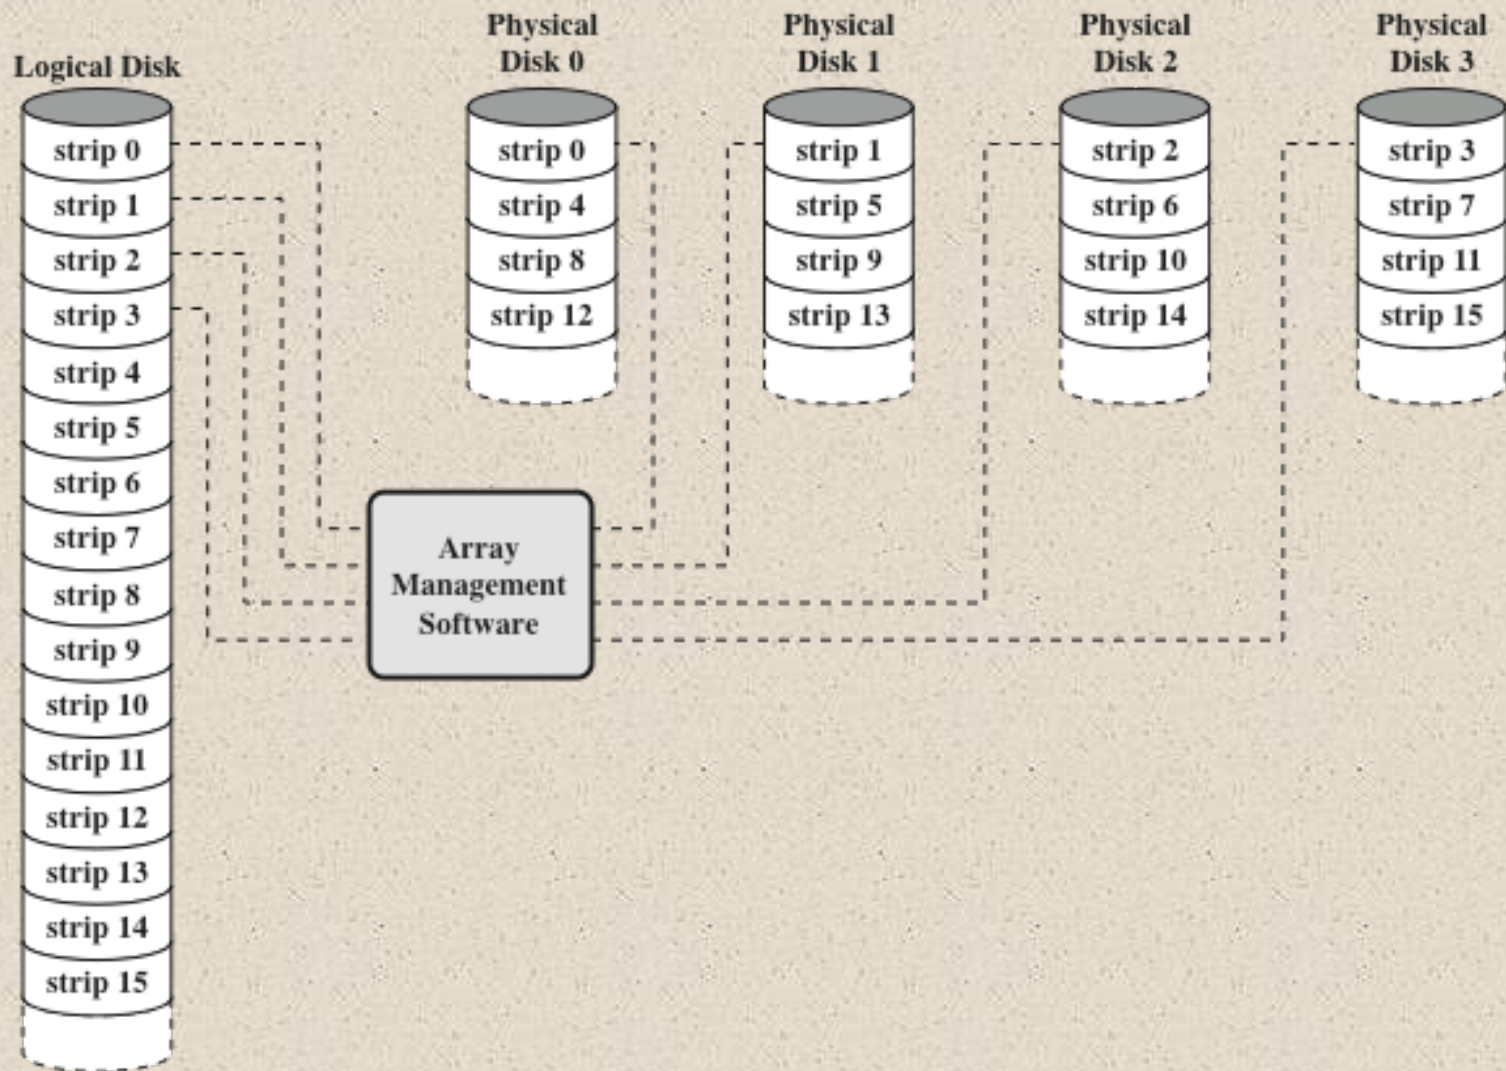 Logical Disk
strip 0
strip 1
strip 2
strip 3
strip 4
strip 5
strip 6
strip 7
strip 8
strip 9
strip 10
strip 11
strip 12
strip 13
strip 14
strip 15
Physical
Disk 0
strip 0
strip 4
strip 8
strip 12
Physical
Disk 1
strip 1
strip 5
strip 9
strip 13
Physical
Disk 2
strip 2
strip 6
strip 10
strip 14
Physical
Disk 3
strip 3
strip 7
strip 11
strip 15
Array
Management
Software